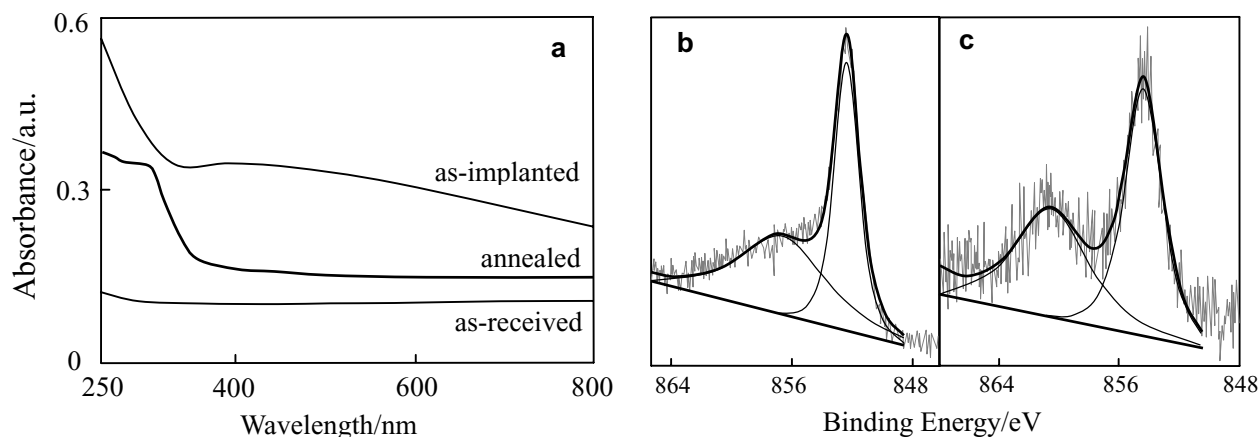 0.6
0.3
0
Absorbance/a.u.
a
as-implanted
annealed
as-received
250
400
600
800
Wavelength/nm
b
c
864
856
848
864
856
848
Binding Energy/eV